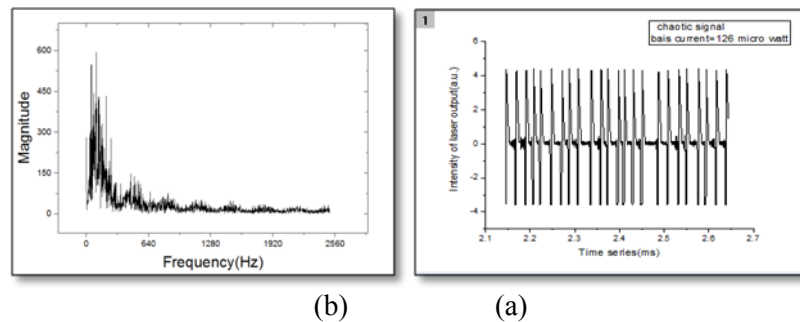 600
450
300
150
0
Magnitude
0 640 1280 1920 2560
Frequency(Hz)
1
chaotic signal
bais current=126 micro watt
6
4
2
0
-2
-4
Intensity of laser output(a.u.)
2.1 2.2 2.3 2.4 2.5 2.6 2.7
Time series(ms)
(b) (a)